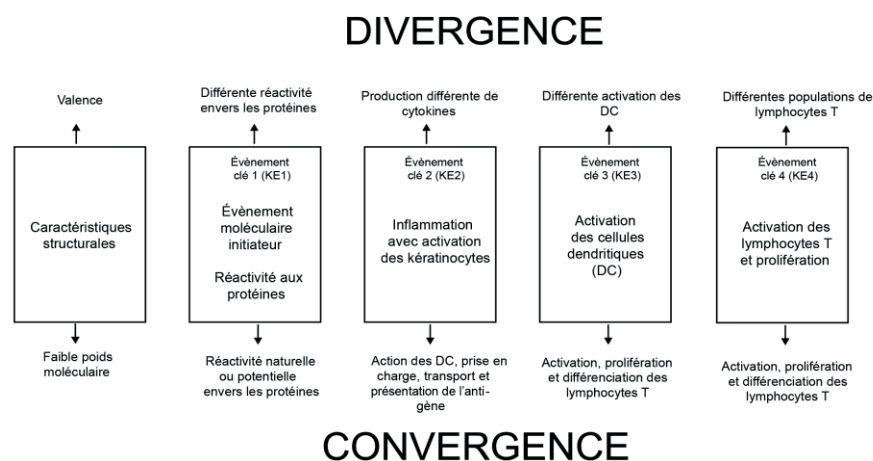 DIVERGENCE
Valence
Différente réactivité
envers les protéines
Production différente de
cytokines
Différente activation des
DC
Différentes populations de
lymphocytes T
Caractéristiques
structurales
Évènement
clé 1 (KE1)
Évènement
moléculaire
initiateur
Réactivité aux
protéines
Évènement
clé 2 (KE2)
Inflammation
avec activation
des kératinocytes
Évènement
clé 3 (KE3)
Activation
des cellules
dendritiques
(DC)
Évènement
clé 4 (KE4)
Activation des
lymphocytes T
et prolifération
Faible poids
moléculaire
Réactivité naturelle
ou potentielle
envers les protéines
Action des DC, prise en
charge, transport et
présentation de l'anti-
gène
Activation, prolifération
et différenciation des
lymphocytes T
Activation, prolifération
et différenciation des
lymphocytes T
CONVERGENCE